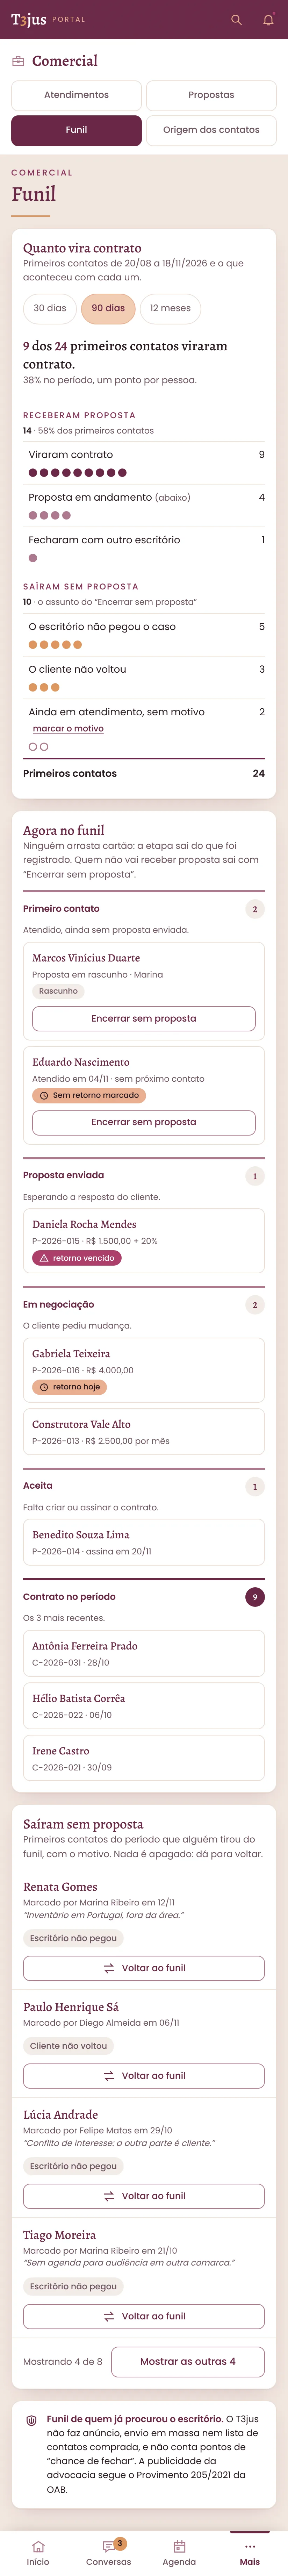 T3jus PORTAL
Comercial
Atendimentos
Propostas
Funil
Origem dos contatos
COMERCIAL
Funil
Quanto vira contrato
Primeiros contatos de 20/08 a 18/11/2026 e o que
aconteceu com cada um.
30 dias
90 dias
12 meses
9 dos 24 primeiros contatos viraram
contrato.
38% no período, um ponto por pessoa.
RECEBERAM PROPOSTA
14 · 58% dos primeiros contatos
Viraram contrato 9
Proposta em andamento (abaixo) 4
Fecharam com outro escritório 1
SAÍRAM SEM PROPOSTA
10 · o assunto do “Encerrar sem proposta”
O escritório não pegou o caso 5
O cliente não voltou 3
Ainda em atendimento, sem motivo 2
marcar o motivo
Primeiros contatos 24
Agora no funil
Ninguém arrasta cartão: a etapa sai do que foi
registrado. Quem não vai receber proposta sai com
“Encerrar sem proposta”.
Primeiro contato 2
Atendido, ainda sem proposta enviada.
Marcos Vinícius Duarte
Proposta em rascunho · Marina
Rascunho
Encerrar sem proposta
Eduardo Nascimento
Atendido em 04/11 · sem próximo contato
Sem retorno marcado
Encerrar sem proposta
Proposta enviada 1
Esperando a resposta do cliente.
Daniela Rocha Mendes
P-2026-015 · R$ 1.500,00 + 20%
retorno vencido
Em negociação 2
O cliente pediu mudança.
Gabriela Teixeira
P-2026-016 · R$ 4.000,00
retorno hoje
Construtora Vale Alto
P-2026-013 · R$ 2.500,00 por mês
Aceita 1
Falta criar ou assinar o contrato.
Benedito Souza Lima
P-2026-014 · assina em 20/11
Contrato no período 9
Os 3 mais recentes.
Antônia Ferreira Prado
C-2026-031 · 28/10
Hélio Batista Corrêa
C-2026-022 · 06/10
Irene Castro
C-2026-021 · 30/09
Saíram sem proposta
Primeiros contatos do período que alguém tirou do
funil, com o motivo. Nada é apagado: dá para voltar.
Renata Gomes
Marcado por Marina Ribeiro em 12/11
“Inventário em Portugal, fora da área.”
Escritório não pegou
Voltar ao funil
Paulo Henrique Sá
Marcado por Diego Almeida em 06/11
Cliente não voltou
Voltar ao funil
Lúcia Andrade
Marcado por Felipe Matos em 29/10
“Conflito de interesse: a outra parte é cliente.”
Escritório não pegou
Voltar ao funil
Tiago Moreira
Marcado por Marina Ribeiro em 21/10
“Sem agenda para audiência em outra comarca.”
Escritório não pegou
Voltar ao funil
Mostrando 4 de 8
Mostrar as outras 4
Funil de quem já procurou o escritório. O T3jus
não faz anúncio, envio em massa nem lista de
contatos comprada, e não conta pontos de
“chance de fechar”. A publicidade da
advocacia segue o Provimento 205/2021 da
OAB.
3
Início
Conversas
Agenda
Mais